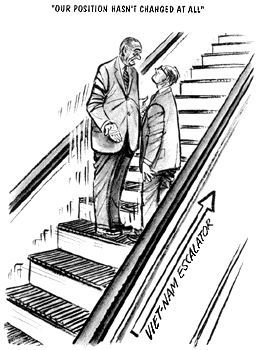 "OUR POSITION HASN'T CHANGED AT ALL"
VIET-NAM ESCALATOR